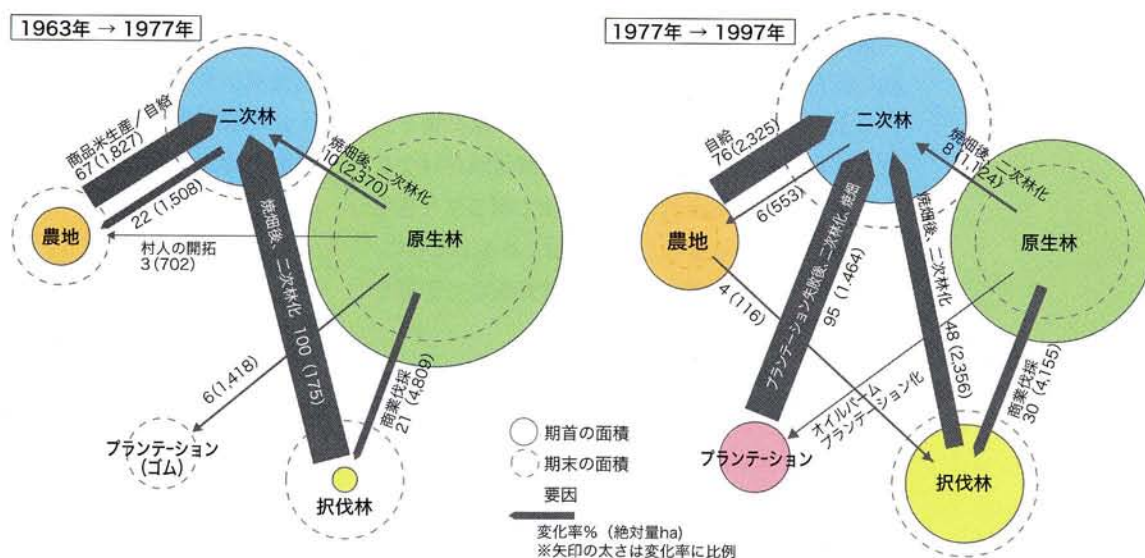 1963年 → 1977年
二次林
商品米生産／自給
67(1,827)
22 (1,508)
焼畑後、二次林化
10(2,370)
農地
村人の開拓
3 (702)
原生林
焼畑後、二次林化 100 (175)
6(1,418)
商業伐採
21 (4,809)
プランテーション
(ゴム)
択伐林
期首の面積
期末の面積
要因
変化率％（絶対量ha）
※矢印の太さは変化率に比例
1977年 → 1997年
二次林
自給
76(2,325)
6(553)
焼畑後、二次林化
8(1,124)
農地
原生林
4 (116)
プランテーション失敗後、二次林化、焼畑
95 (1,464)
焼畑後、二次林化 48 (2,356)
商業伐採
30 (4,155)
オイルパーム
プランテーション化
プランテーション
択伐林